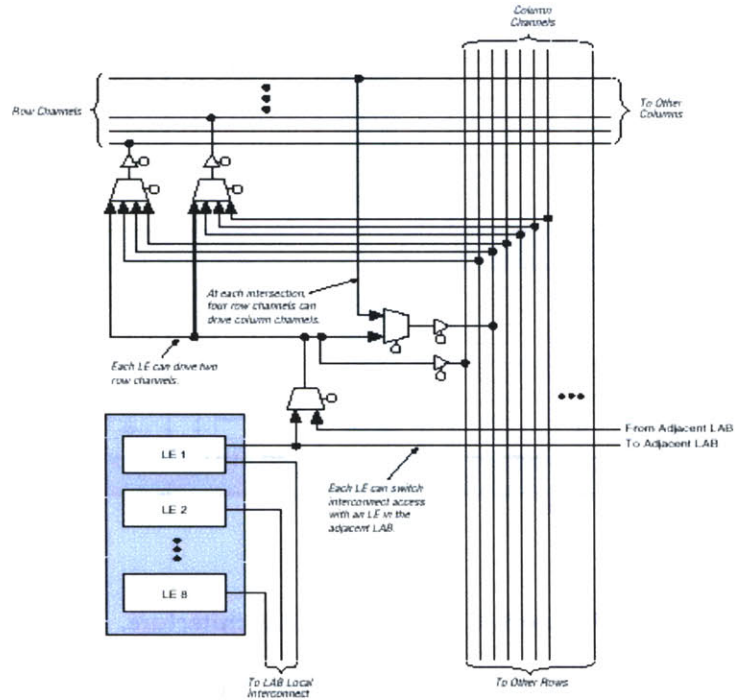 Column
Channels
Row Channels
To Other
Columns
At each intersection,
four row channels can
drive column channels.
Each LE can drive two
row channels.
From Adjacent LAB
To Adjacent LAB
LE 1
Each LE can switch
interconnect access
with an LE in the
adjacent LAB.
LE 2
LE 8
To LAB Local
Interconnect
To Other Rows